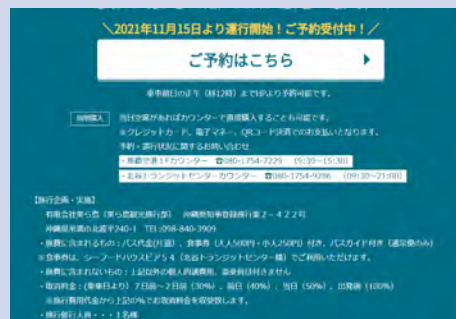 ＼2021年11月15日より運行開始！ご予約受付中！／
ご予約はこちら
乗車前日の正午（昼12時）までHPより予約可能です。
当日空席があればカウンターで直接購入することも可能です。
※クレジットカード、電子マネー、QRコード決済でのお支払いとなります。
予約・運行状況に関するお問い合わせ
・那覇空港1Fカウンター ☎080-1754-7229 （9:30〜15:30）
・北谷トランジットセンターカウンター ☎080-1754-9286 （09:30〜21:00）
【旅行企画・実施】
有限会社美ら島（美ら島観光旅行部） 沖縄県知事登録旅行業2－422号
沖縄県糸満市北波平240-1 TEL:098-840-3909
・旅費に含まれるもの：バス代金(片道)、食事券（大人500円・小人250円）付き、バスガイド付き（通常便のみ）
※食事券は、シーフードハウスピア５４（北谷トランジットセンター横）でご利用いただけます。
・旅費に含まれないもの：上記以外の個人的諸費用、添乗員は付きません
・取消料金：(乗車日より) 7日前〜2日前（30%）、前日（40%）、当日（50%）、出発後（100%）
※旅行費用代金から上記の%でお取消料金を収受致します。
・旅行催行人員・・・1名様